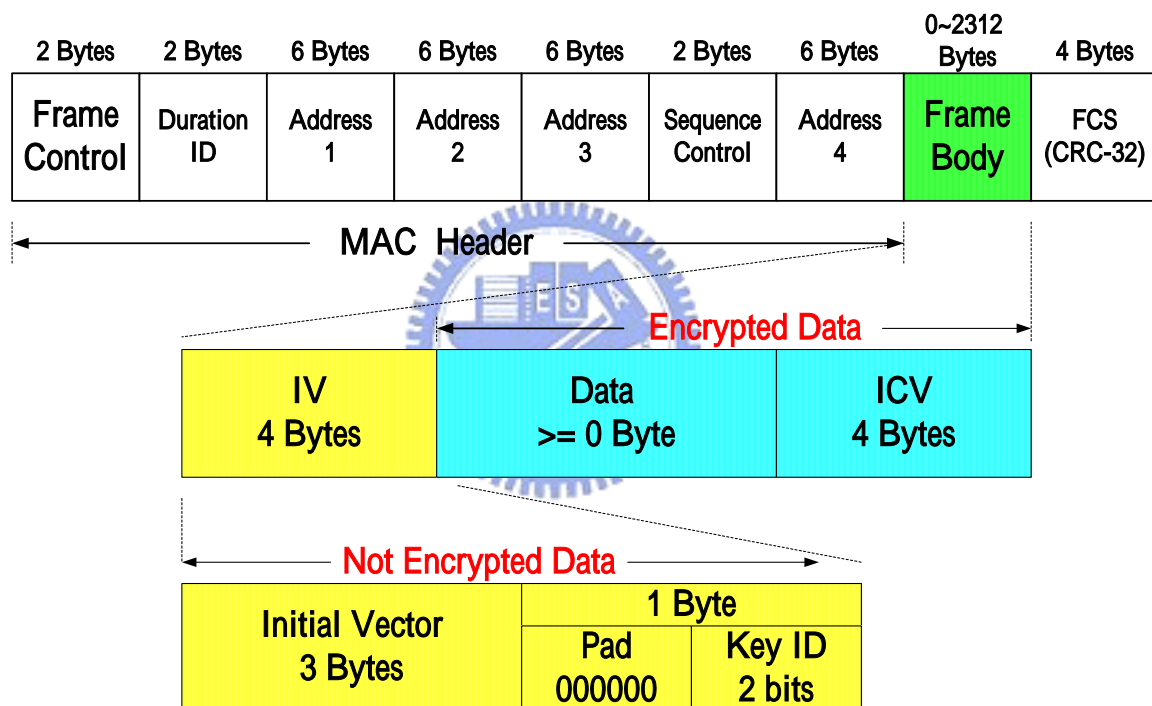 2 Bytes 2 Bytes 6 Bytes 6 Bytes 6 Bytes 2 Bytes 6 Bytes 0~2312 Bytes 4 Bytes
Frame Control
Duration ID
Address 1
Address 2
Address 3
Sequence Control
Address 4
Frame Body
FCS (CRC-32)
MAC Header
ESA
Encrypted Data
IV
4 Bytes
Data
>= 0 Byte
ICV
4 Bytes
Not Encrypted Data
Initial Vector
3 Bytes
1 Byte
Pad
000000
Key ID
2 bits